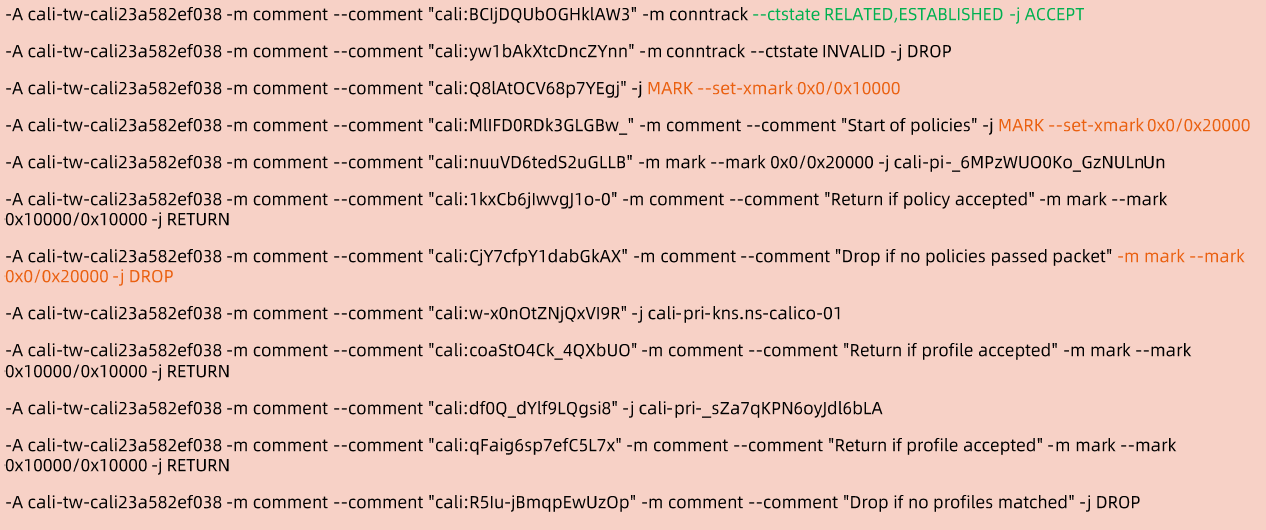 -A cali-tw-cali23a582ef038 -m comment --comment "cali:BCIjDQUbOGHklAW3" -m conntrack --ctstate RELATED,ESTABLISHED -j ACCEPT
-A cali-tw-cali23a582ef038 -m comment --comment "cali:yw1bAkXtcDncZYnn" -m conntrack --ctstate INVALID -j DROP
-A cali-tw-cali23a582ef038 -m comment --comment "cali:Q8lAtOCV68p7YEgj" -j MARK --set-xmark 0x0/0x10000
-A cali-tw-cali23a582ef038 -m comment --comment "cali:MlIFD0RDk3GLGBw_" -m comment --comment "Start of policies" -j MARK --set-xmark 0x0/0x20000
-A cali-tw-cali23a582ef038 -m comment --comment "cali:nuuVD6tedS2uGLLB" -m mark --mark 0x0/0x20000 -j cali-pi-_6MPzWUO0Ko_GzNULnUn
-A cali-tw-cali23a582ef038 -m comment --comment "cali:1kxCb6jIwvgJ1o-0" -m comment --comment "Return if policy accepted" -m mark --mark
0x10000/0x10000 -j RETURN
-A cali-tw-cali23a582ef038 -m comment --comment "cali:CjY7cfpY1dabGkAX" -m comment --comment "Drop if no policies passed packet" -m mark --mark
0x0/0x20000 -j DROP
-A cali-tw-cali23a582ef038 -m comment --comment "cali:w-x0nOtZNjQxVI9R" -j cali-pri-kns.ns-calico-01
-A cali-tw-cali23a582ef038 -m comment --comment "cali:coaStO4Ck_4QXbUO" -m comment --comment "Return if profile accepted" -m mark --mark
0x10000/0x10000 -j RETURN
-A cali-tw-cali23a582ef038 -m comment --comment "cali:df0Q_dYlf9LQgsi8" -j cali-pri-_sZa7qKPN6oyJdl6bLA
-A cali-tw-cali23a582ef038 -m comment --comment "cali:qFaig6sp7efC5L7x" -m comment --comment "Return if profile accepted" -m mark --mark
0x10000/0x10000 -j RETURN
-A cali-tw-cali23a582ef038 -m comment --comment "cali:R5Iu-jBmqpEwUzOp" -m comment --comment "Drop if no profiles matched" -j DROP